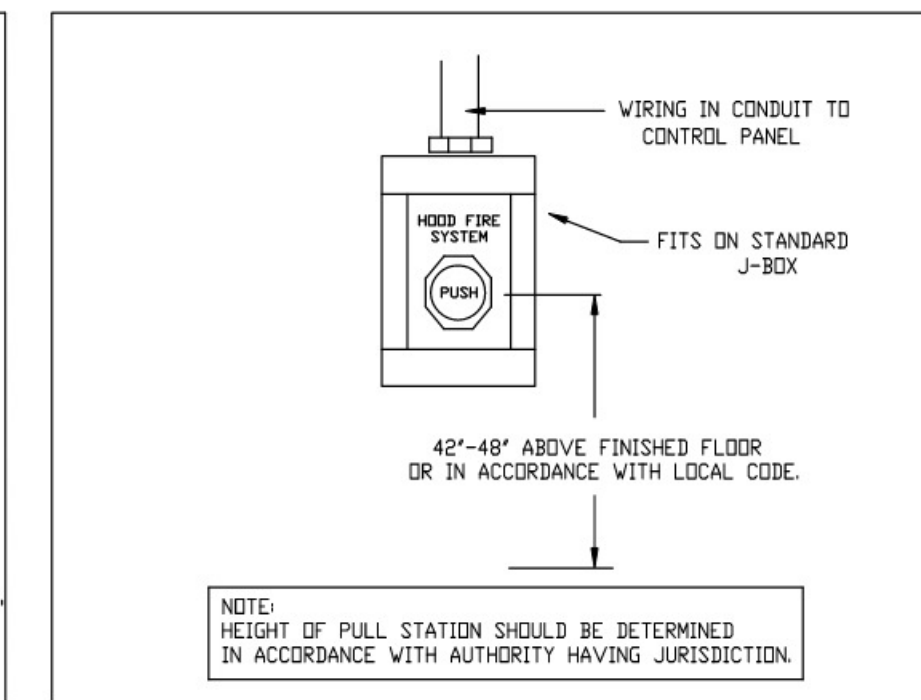 WIRING IN CONDUIT TO
CONTROL PANEL
HOOD FIRE
SYSTEM
PUSH
FITS ON STANDARD
J-BOX
42"-48" ABOVE FINISHED FLOOR
OR IN ACCORDANCE WITH LOCAL CODE.
NOTE:
HEIGHT OF PULL STATION SHOULD BE DETERMINED
IN ACCORDANCE WITH AUTHORITY HAVING JURISDICTION.